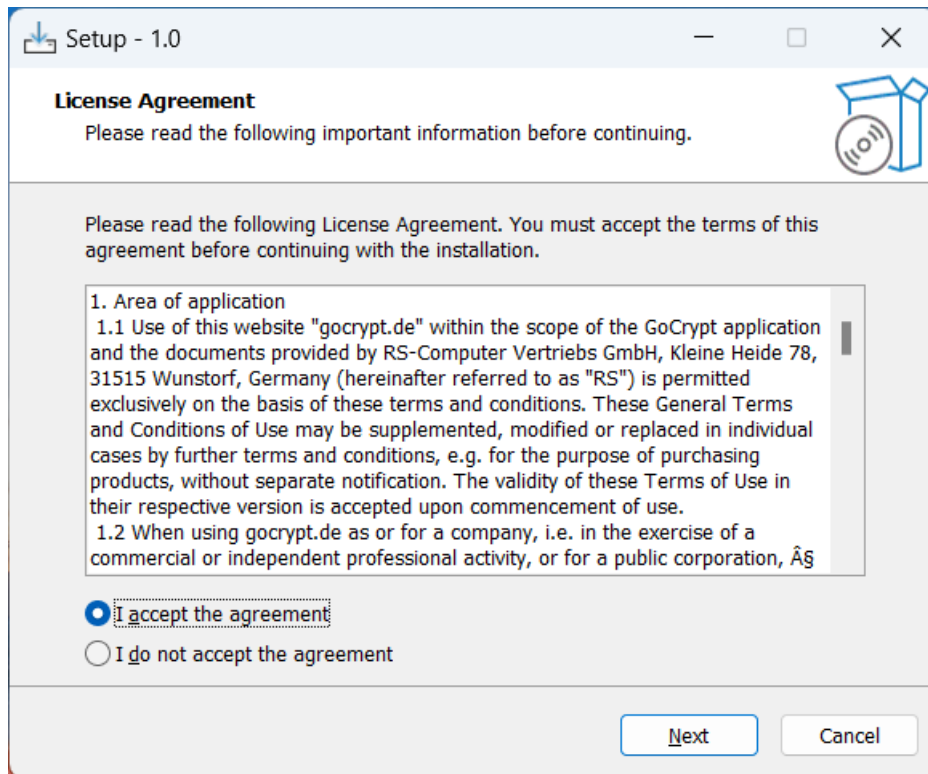 Setup - 1.0
License Agreement
Please read the following important information before continuing.
Please read the following License Agreement. You must accept the terms of this
agreement before continuing with the installation.
1. Area of application
1.1 Use of this website "gocrypt.de" within the scope of the GoCrypt application
and the documents provided by RS-Computer Vertriebs GmbH, Kleine Heide 78,
31515 Wunstorf, Germany (hereinafter referred to as "RS") is permitted
exclusively on the basis of these terms and conditions. These General Terms
and Conditions of Use may be supplemented, modified or replaced in individual
cases by further terms and conditions, e.g. for the purpose of purchasing
products, without separate notification. The validity of these Terms of Use in
their respective version is accepted upon commencement of use.
1.2 When using gocrypt.de as or for a company, i.e. in the exercise of a
commercial or independent professional activity, or for a public corporation, Â§
I accept the agreement
I do not accept the agreement
Next
Cancel